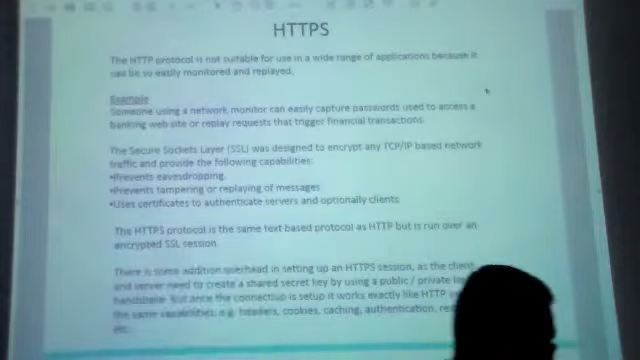 HTTPS
The HTTP protocol is not suitable for use in a wide range of applications because it
can be so easily monitored and replayed.
Example
Someone using a network monitor can easily capture passwords used to access a
banking web site or replay requests that trigger financial transactions.
The Secure Sockets Layer (SSL) was designed to encrypt any TCP/IP based network
traffic and provide the following capabilities:
•Prevents eavesdropping.
•Prevents tampering or replaying of messages
•Uses certificates to authenticate servers and optionally clients
The HTTPS protocol is the same text based protocol as HTTP but is run over an
encrypted SSL session.
There is some addition overhead in setting up an HTTPS session, as the client
and server need to create a shared secret key by using a public / private
handshake. But once the connection is setup it works exactly like HTTP
the same capabilities, e.g. headers, cookies, caching, authentication,
etc.